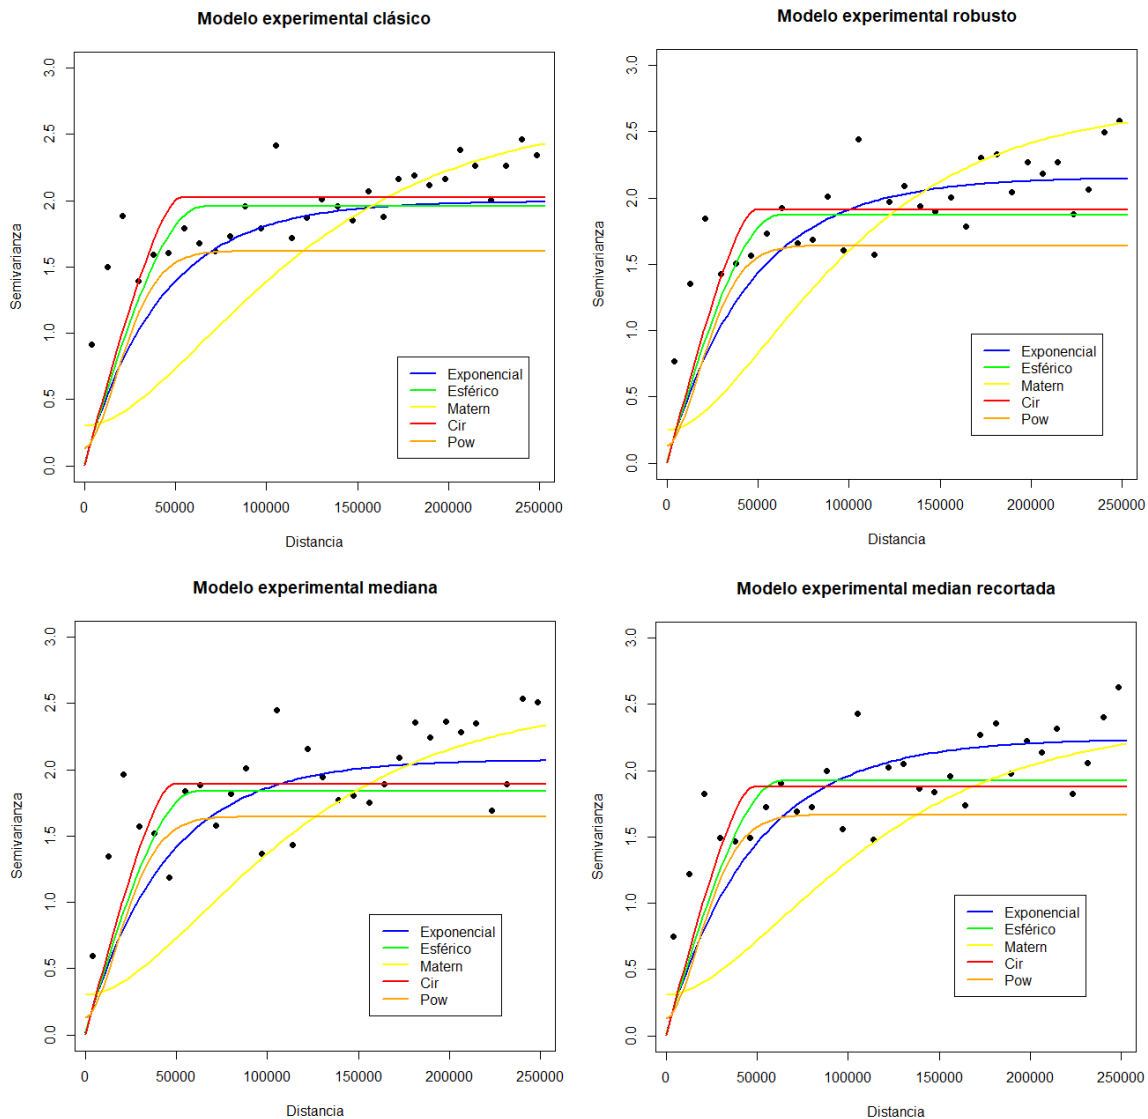 Modelo experimental clásico
Semivarianza
3.0
2.5
2.0
1.5
1.0
0.5
0.0
Exponencial
Esférico
Matern
Cir
Pow
0 50000 100000 150000 200000 250000
Distancia
Modelo experimental robusto
Semivarianza
3.0
2.5
2.0
1.5
1.0
0.5
0.0
Exponencial
Esférico
Matern
Cir
Pow
0 50000 100000 150000 200000 250000
Distancia
Modelo experimental mediana
Semivarianza
3.0
2.5
2.0
1.5
1.0
0.5
0.0
Exponencial
Esférico
Matern
Cir
Pow
0 50000 100000 150000 200000 250000
Distancia
Modelo experimental median recortada
Semivarianza
3.0
2.5
2.0
1.5
1.0
0.5
0.0
Exponencial
Esférico
Matern
Cir
Pow
0 50000 100000 150000 200000 250000
Distancia